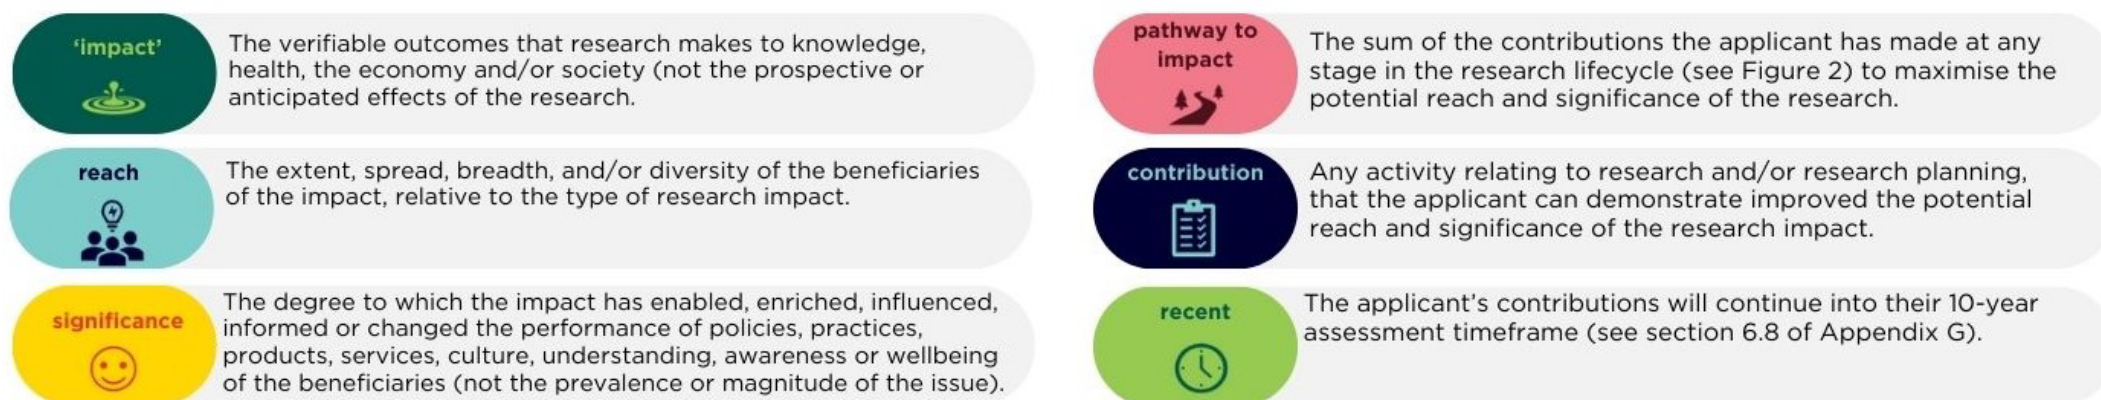 ‘impact’
The verifiable outcomes that research makes to knowledge,
health, the economy and/or society (not the prospective or
anticipated effects of the research.
reach
The extent, spread, breadth, and/or diversity of the beneficiaries
of the impact, relative to the type of research impact.
significance
The degree to which the impact has enabled, enriched, influenced,
informed or changed the performance of policies, practices,
products, services, culture, understanding, awareness or wellbeing
of the beneficiaries (not the prevalence or magnitude of the issue).
pathway to
impact
The sum of the contributions the applicant has made at any
stage in the research lifecycle (see Figure 2) to maximise the
potential reach and significance of the research.
contribution
Any activity relating to research and/or research planning,
that the applicant can demonstrate improved the potential
reach and significance of the research impact.
recent
The applicant’s contributions will continue into their 10-year
assessment timeframe (see section 6.8 of Appendix G).